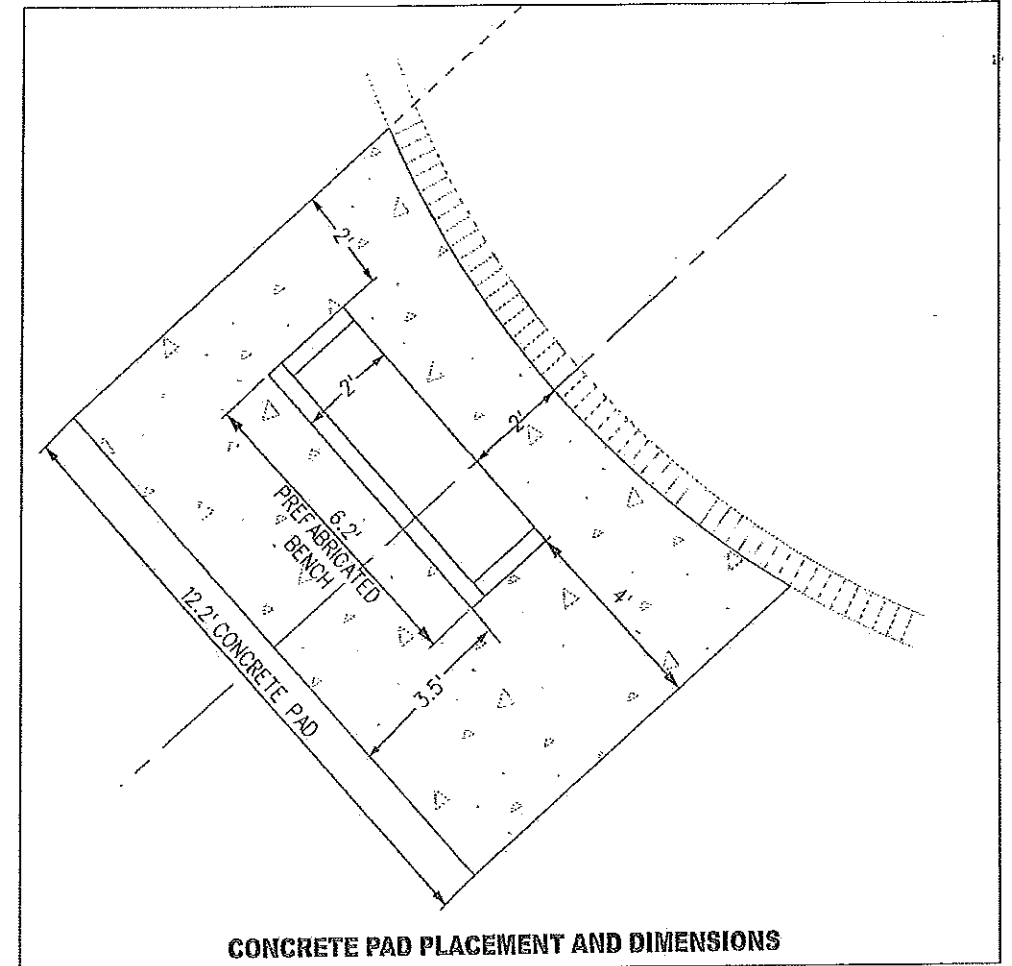 2'
2'
2'
6.2'
PREFABRICATED
BENCH
4'
3.5'
12.2' CONCRETE PAD
CONCRETE PAD PLACEMENT AND DIMENSIONS